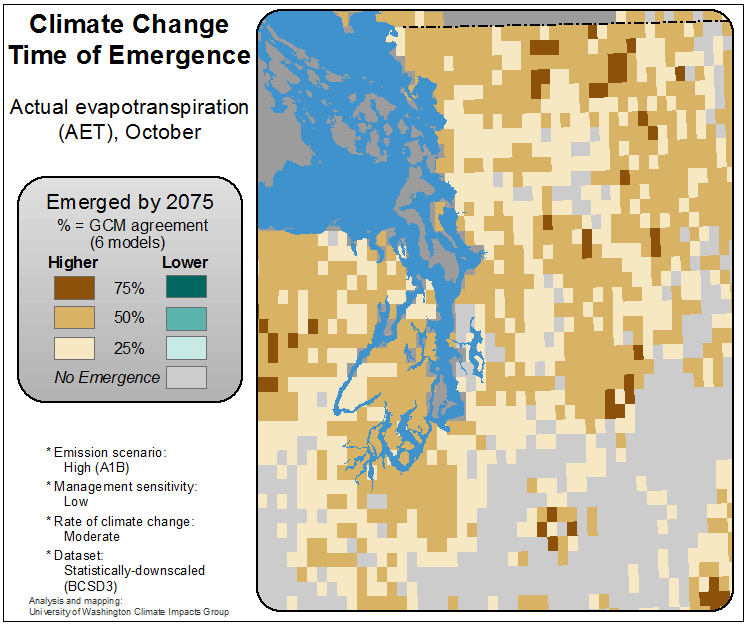 Climate Change
Time of Emergence
Actual evapotranspiration
(AET), October
Emerged by 2075
% = GCM agreement
(6 models)
Higher Lower
75%
50%
25%
No Emergence
* Emission scenario:
High (A1B)
* Management sensitivity:
Low
* Rate of climate change:
Moderate
* Dataset:
Statistically-downscaled
(BCSD3)
Analysis and mapping:
University of Washington Climate Impacts Group